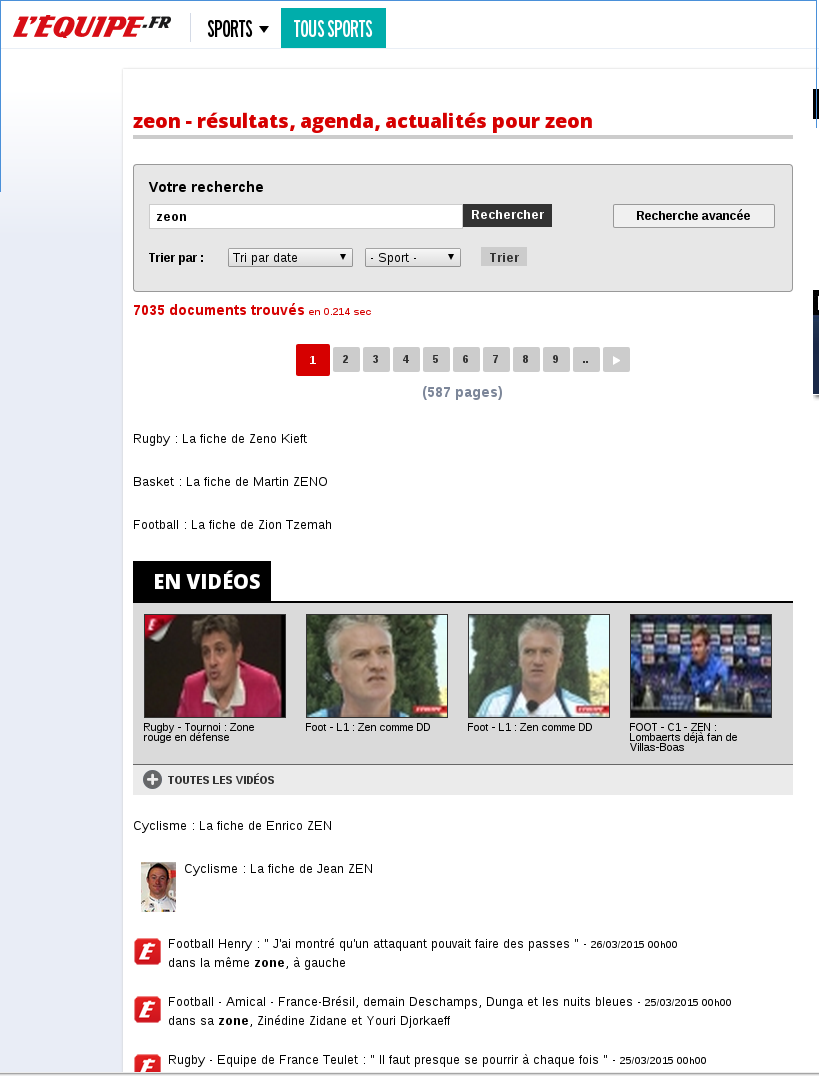 L'ÉQUIPE.FR SPORTS TOUS SPORTS
zeon - résultats, agenda, actualités pour zeon
Votre recherche
zeon Rechercher Recherche avancée
Trier par : Tri par date - Sport - Trier
7035 documents trouvés en 0.214 sec
1 2 3 4 5 6 7 8 9 ..
(587 pages)
Rugby : La fiche de Zeno Kieft
Basket : La fiche de Martin ZENO
Football : La fiche de Zion Tzemah
EN VIDÉOS
Rugby - Tournoi : Zone
rouge en défense
Foot - L1 : Zen comme DD
Foot - L1 : Zen comme DD
FOOT - C1 - ZEN :
Lombaerts déjà fan de
Villas-Boas
TOUTES LES VIDÉOS
Cyclisme : La fiche de Enrico ZEN
Cyclisme : La fiche de Jean ZEN
Football Henry : " J'ai montré qu'un attaquant pouvait faire des passes " - 26/03/2015 00h00
dans la même zone, à gauche
Football - Amical - France-Brésil, demain Deschamps, Dunga et les nuits bleues - 25/03/2015 00h00
dans sa zone, Zinédine Zidane et Youri Djorkaeff
Rugby - Equipe de France Teulet : " Il faut presque se pourrir à chaque fois " - 25/03/2015 00h00